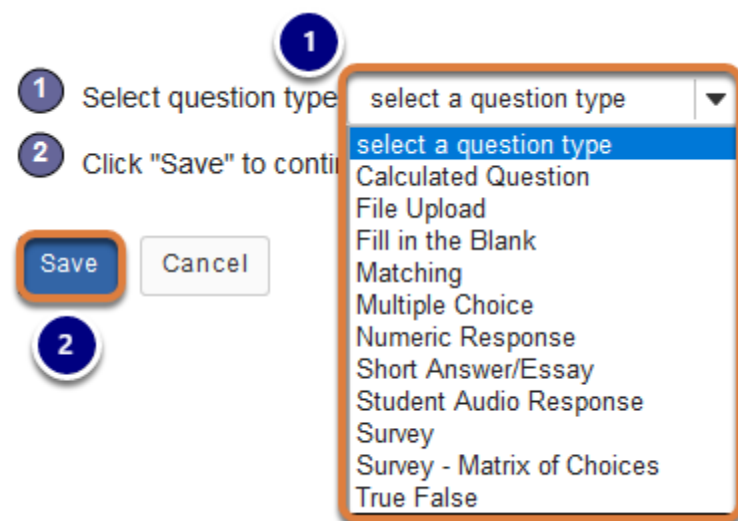 1
1 Select question type select a question type
2 Click "Save" to conti
select a question type
Calculated Question
File Upload
Fill in the Blank
Matching
Multiple Choice
Numeric Response
Short Answer/Essay
Student Audio Response
Survey
Survey - Matrix of Choices
True False
Save Cancel
2